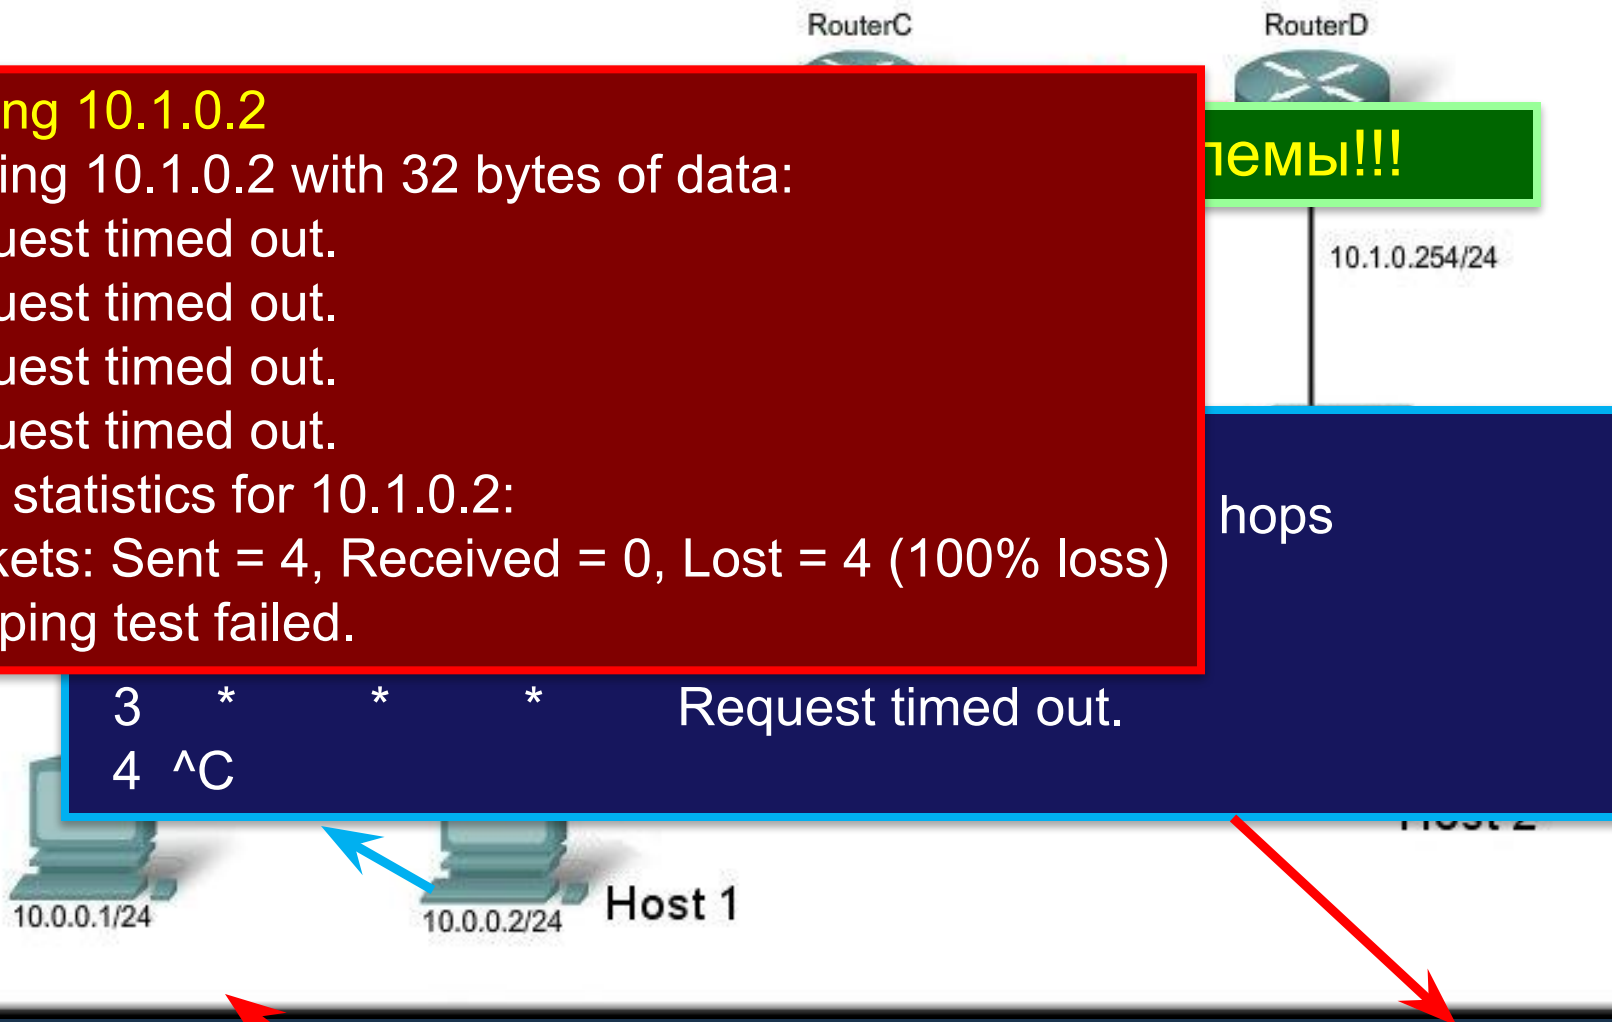 RouterC
RouterD
ng 10.1.0.2
ing 10.1.0.2 with 32 bytes of data:
uest timed out.
uest timed out.
uest timed out.
uest timed out.
statistics for 10.1.0.2:
kets: Sent = 4, Received = 0, Lost = 4 (100% loss)
ping test failed.
лемы!!!
10.1.0.254/24
hops
3 * * * Request timed out.
4 ^C
Host 2
10.0.0.1/24
10.0.0.2/24
Host 1